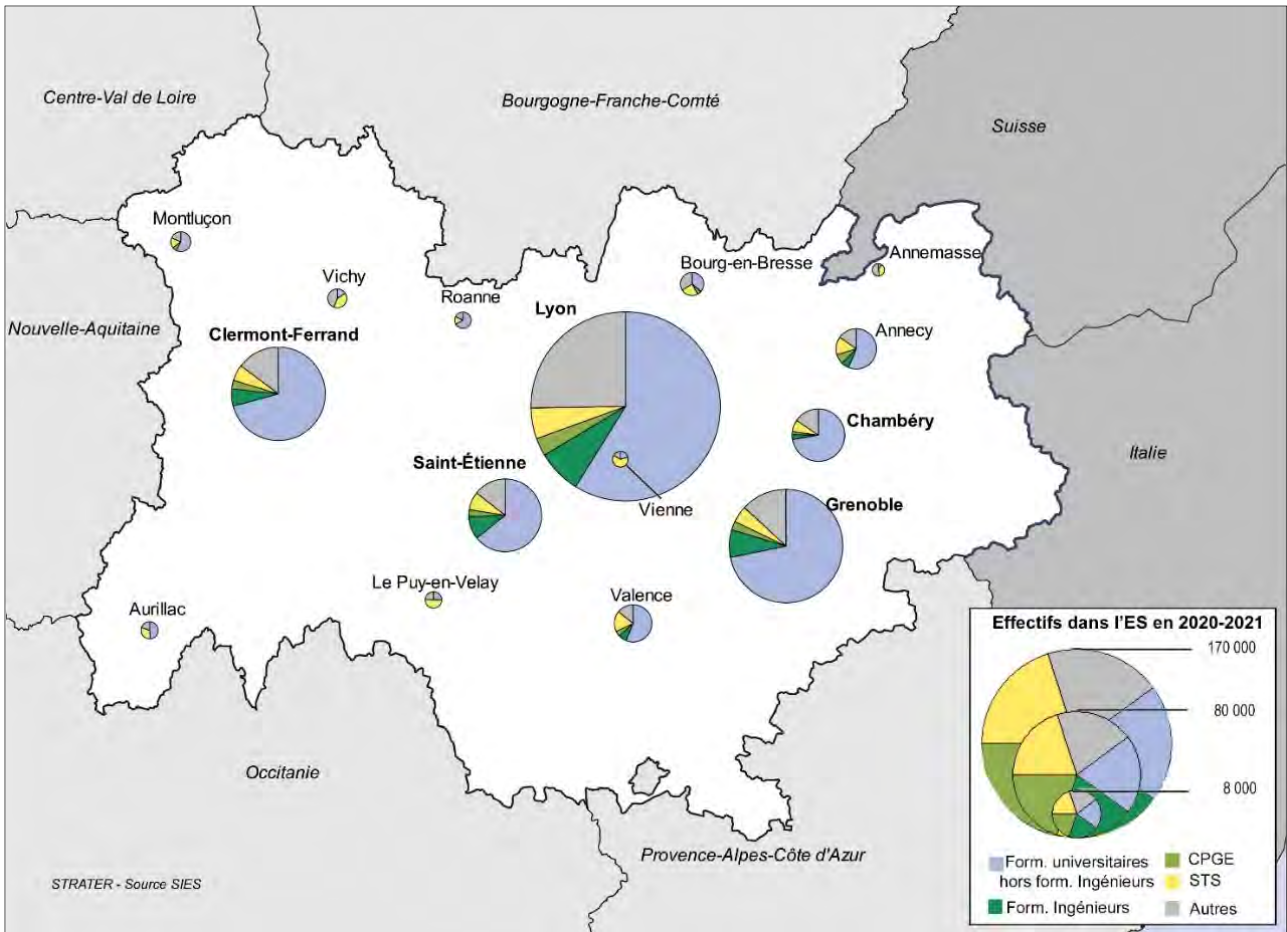 Centre-Val de Loire
Bourgogne-Franche-Comté
Suisse
Montluçon
Vichy
Roanne
Bourg-en-Bresse
Annemasse
Nouvelle-Aquitaine
Clermont-Ferrand
Lyon
Annecy
Chambéry
Italie
Saint-Étienne
Vienne
Grenoble
Le Puy-en-Velay
Valence
Aurillac
Occitanie
Provence-Alpes-Côte d'Azur
STRATER - Source SIES
Effectifs dans l'ES en 2020-2021
170 000
80 000
8 000
Form. universitaires
hors form. Ingénieurs
Form. Ingénieurs
CPGE
STS
Autres